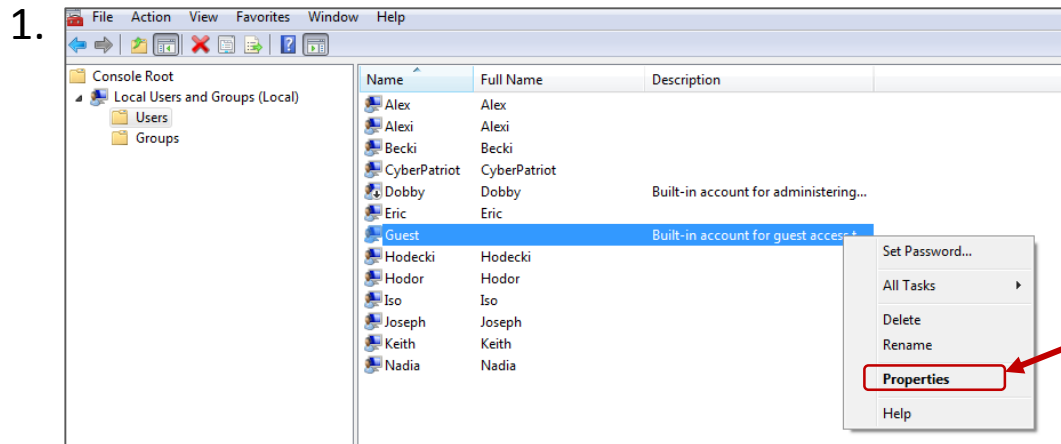 1.
File Action View Favorites Window Help
Console Root
Local Users and Groups (Local)
Users
Groups
Name Full Name Description
Alex Alex
Alexi Alexi
Becki Becki
CyberPatriot CyberPatriot
Dobby Dobby Built-in account for administering...
Eric Eric
Guest Built-in account for guest access t...
Hodecki Hodecki
Hodor Hodor
Iso Iso
Joseph Joseph
Keith Keith
Nadia Nadia
Set Password...
All Tasks
Delete
Rename
Properties
Help